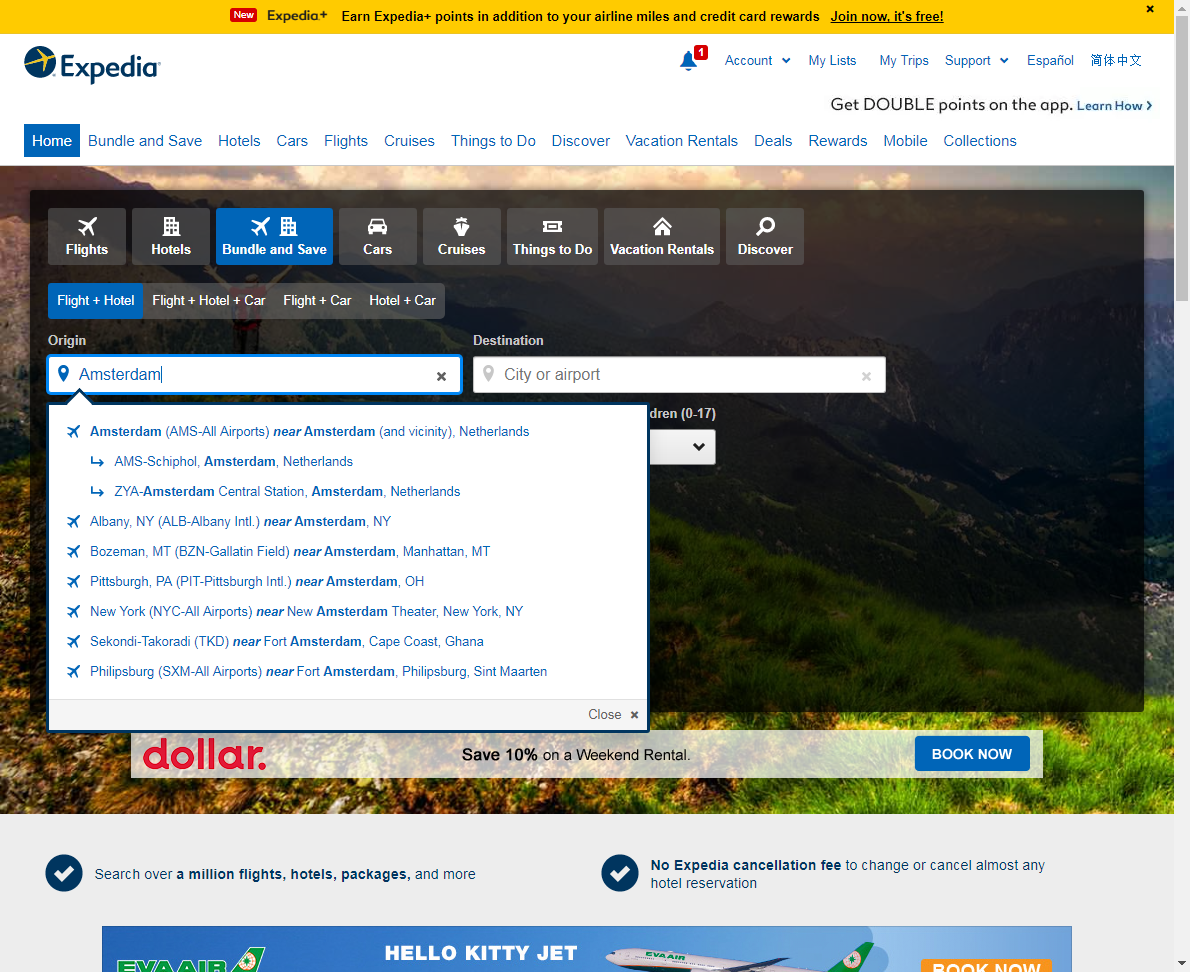 New Expedia+ Earn Expedia+ points in addition to your airline miles and credit card rewards Join now, it's free!
Expedia
1 Account My Lists My Trips Support Español 简体中文
Get DOUBLE points on the app. Learn How
Home Bundle and Save Hotels Cars Flights Cruises Things to Do Discover Vacation Rentals Deals Rewards Mobile Collections
Flights Hotels Bundle and Save Cars Cruises Things to Do Vacation Rentals Discover
Flight + Hotel Flight + Hotel + Car Flight + Car Hotel + Car
Origin Destination
Amsterdam City or airport
dren (0-17)
Amsterdam (AMS-All Airports) near Amsterdam (and vicinity), Netherlands
AMS-Schiphol, Amsterdam, Netherlands
ZYA-Amsterdam Central Station, Amsterdam, Netherlands
Albany, NY (ALB-Albany Intl.) near Amsterdam, NY
Bozeman, MT (BZN-Gallatin Field) near Amsterdam, Manhattan, MT
Pittsburgh, PA (PIT-Pittsburgh Intl.) near Amsterdam, OH
New York (NYC-All Airports) near New Amsterdam Theater, New York, NY
Sekondi-Takoradi (TKD) near Fort Amsterdam, Cape Coast, Ghana
Philipsburg (SXM-All Airports) near Fort Amsterdam, Philipsburg, Sint Maarten
Close
dollar. Save 10% on a Weekend Rental. BOOK NOW
Search over a million flights, hotels, packages, and more
No Expedia cancellation fee to change or cancel almost any
hotel reservation
HELLO KITTY JET
EVA AIR EVA AIR BOOK NOW